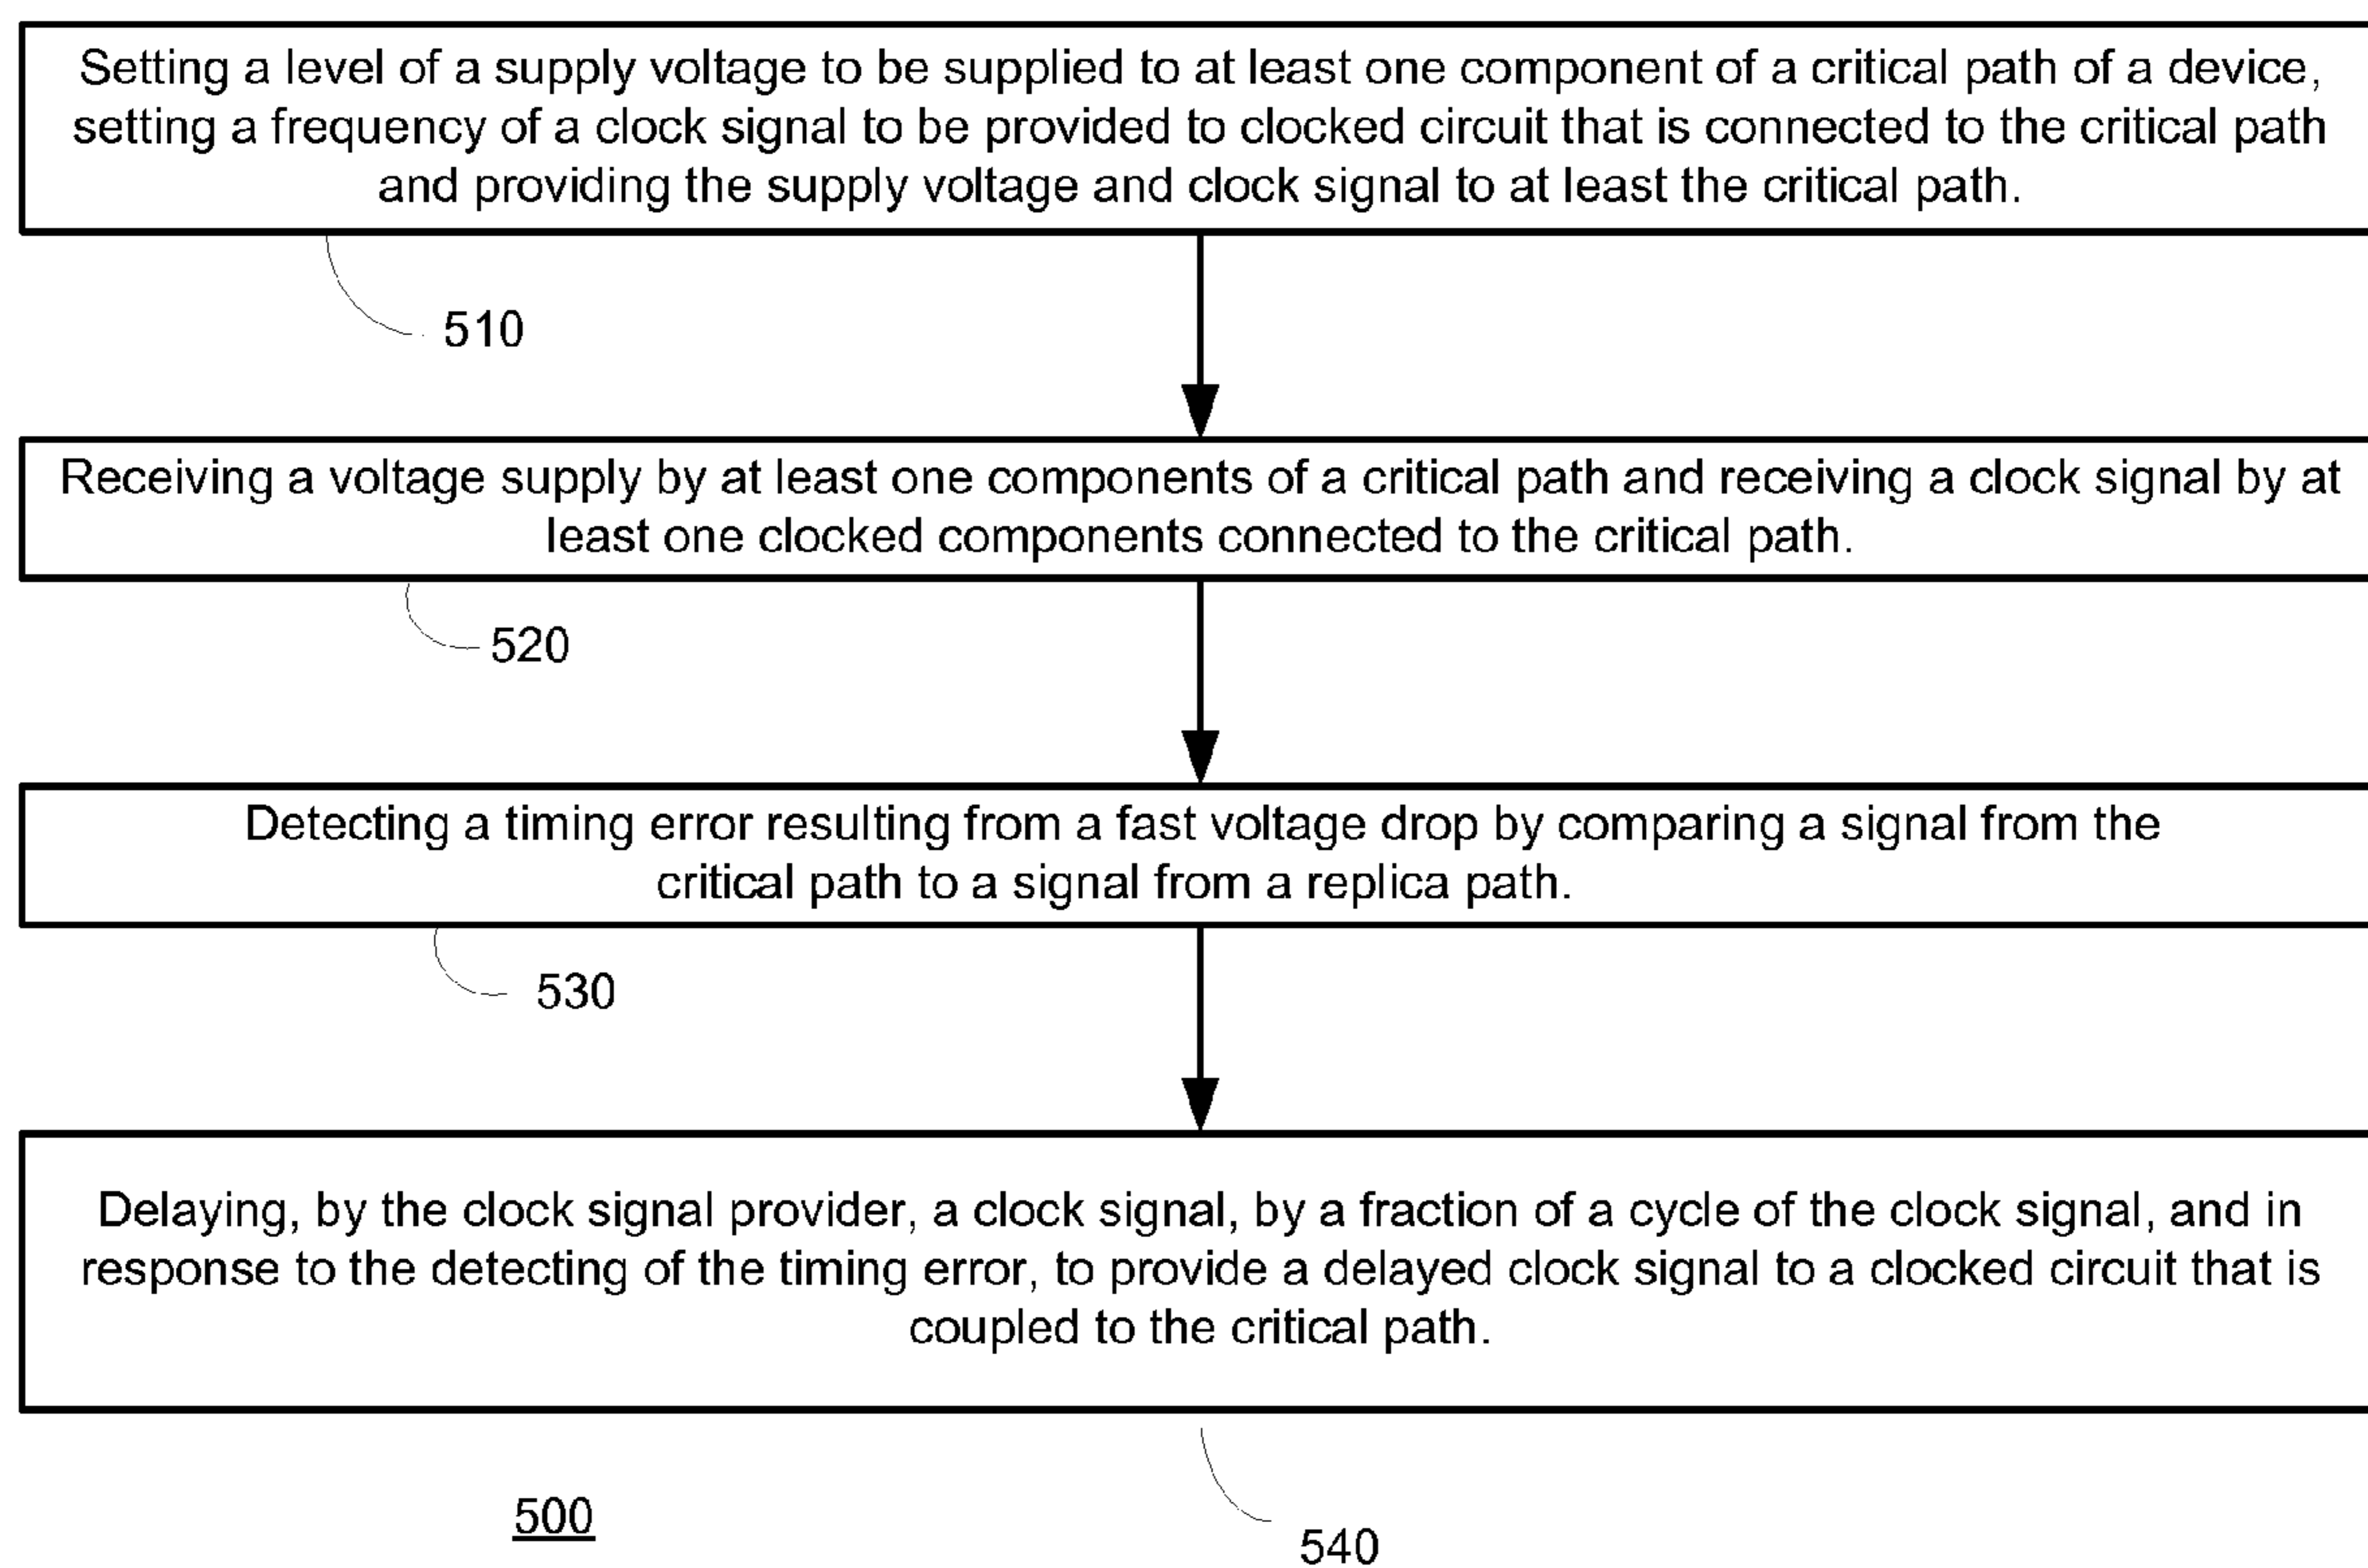 Setting a level of a supply voltage to be supplied to at least one component of a critical path of a device,
setting a frequency of a clock signal to be provided to clocked circuit that is connected to the critical path
and providing the supply voltage and clock signal to at least the critical path.
510
Receiving a voltage supply by at least one components of a critical path and receiving a clock signal by at
least one clocked components connected to the critical path.
520
Detecting a timing error resulting from a fast voltage drop by comparing a signal from the
critical path to a signal from a replica path.
530
Delaying, by the clock signal provider, a clock signal, by a fraction of a cycle of the clock signal, and in
response to the detecting of the timing error, to provide a delayed clock signal to a clocked circuit that is
coupled to the critical path.
500
540